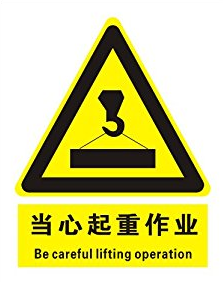 当心起重作业
Be careful lifting operation